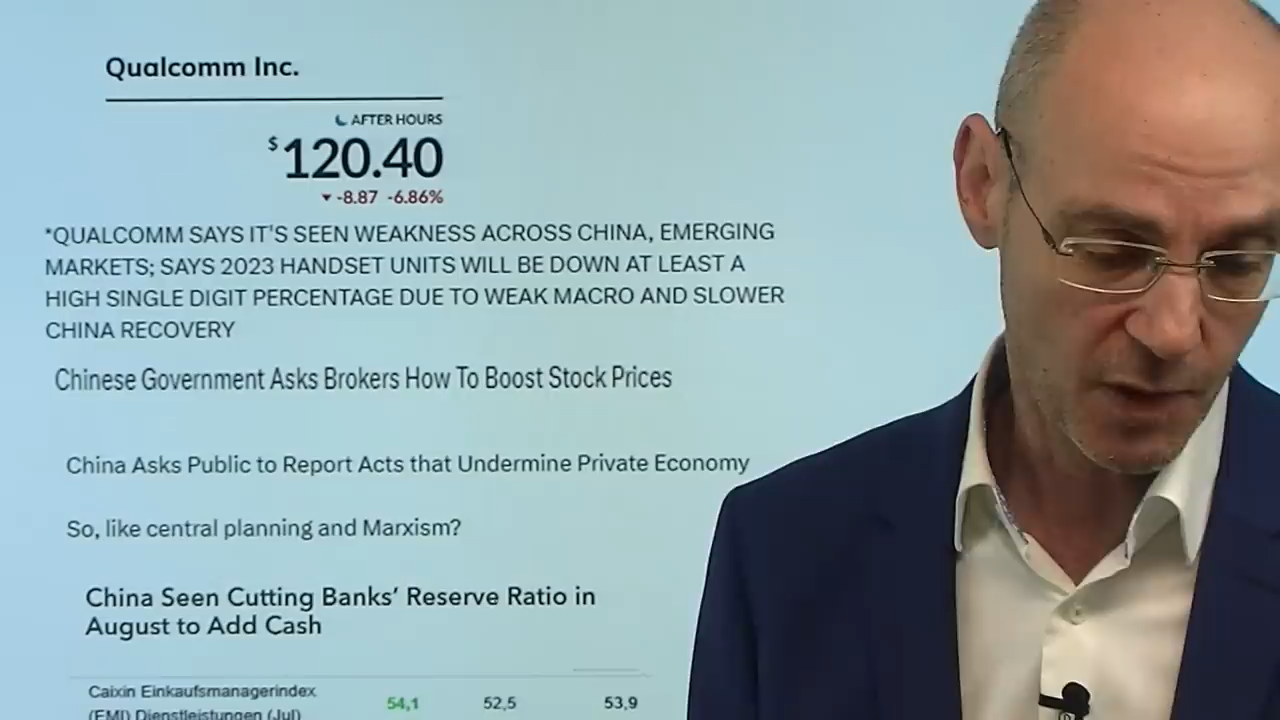 Qualcomm Inc.
AFTER HOURS
$120.40
-8.87 -6.86%
*QUALCOMM SAYS IT'S SEEN WEAKNESS ACROSS CHINA, EMERGING
MARKETS; SAYS 2023 HANDSET UNITS WILL BE DOWN AT LEAST A
HIGH SINGLE DIGIT PERCENTAGE DUE TO WEAK MACRO AND SLOWER
CHINA RECOVERY
Chinese Government Asks Brokers How To Boost Stock Prices
China Asks Public to Report Acts that Undermine Private Economy
So, like central planning and Marxism?
China Seen Cutting Banks' Reserve Ratio in
August to Add Cash
Caixin Einkaufsmanagerindex 54,1 52,5 53,9
(EMI) Dienstleistungen (Jul)